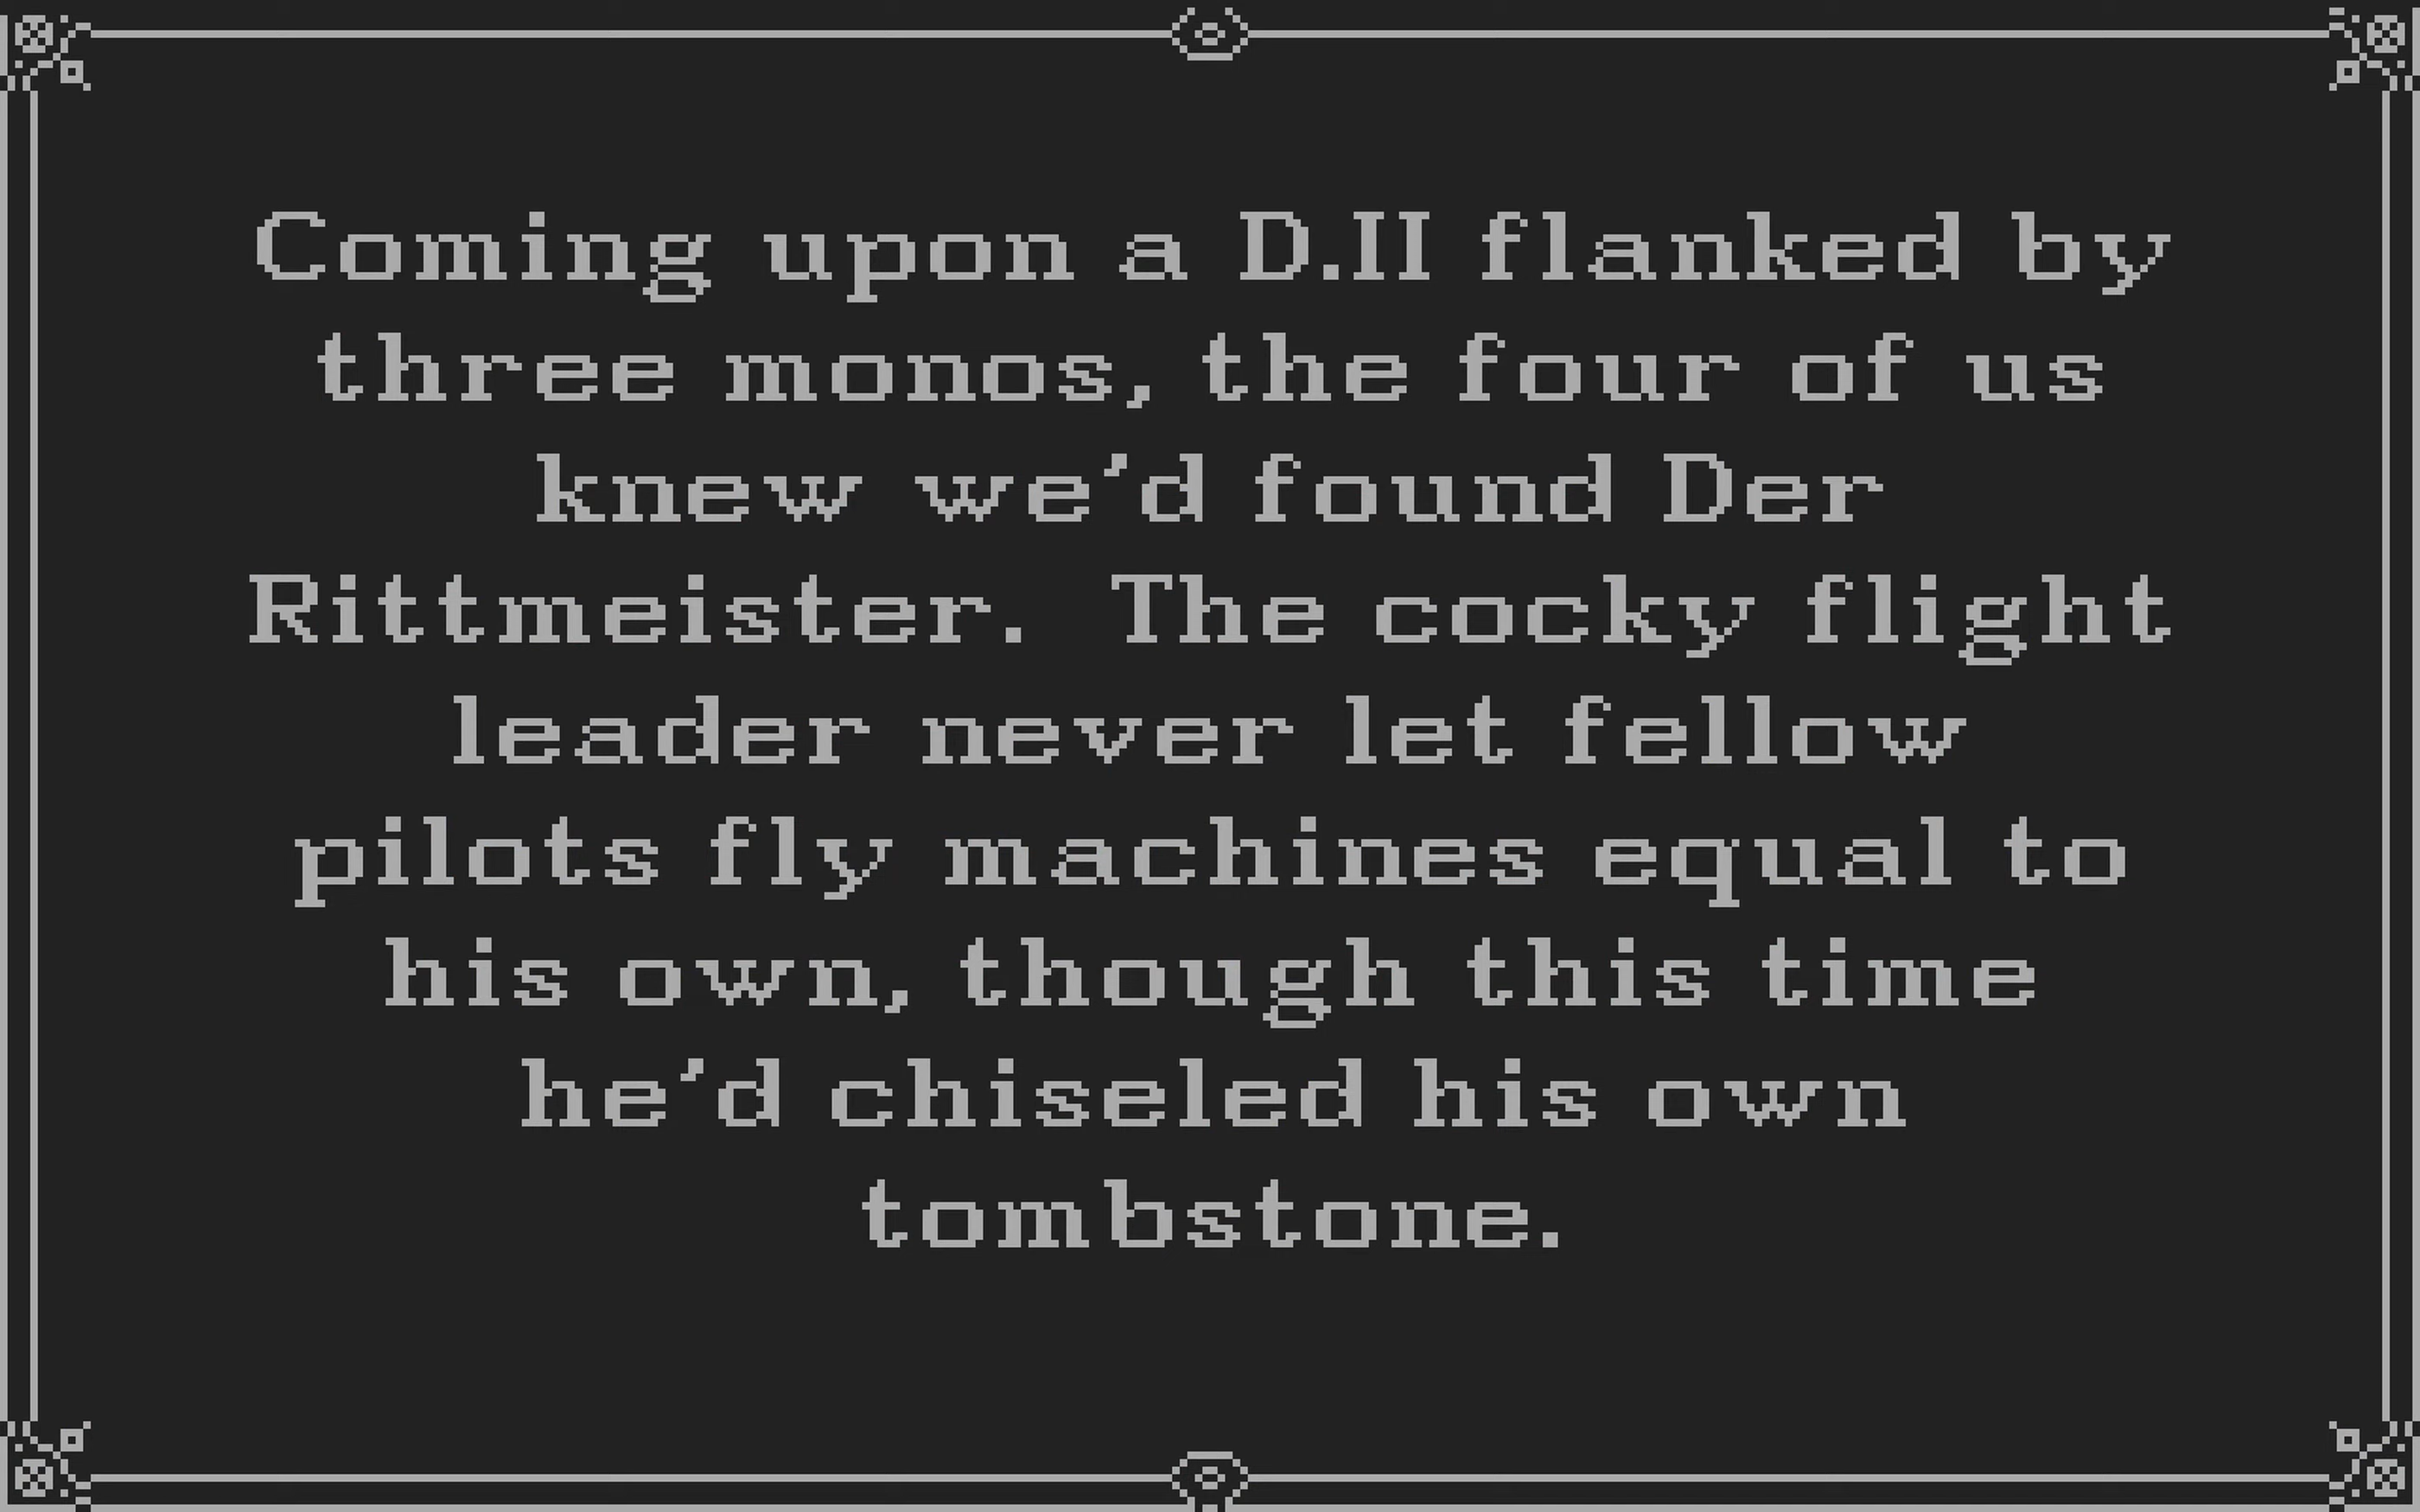 Coming upon a D.II flanked by
three monos, the four of us
knew we'd found Der
Rittmeister.  The cocky flight
leader never let fellow
pilots fly machines equal to
his own, though this time
he'd chiseled his own
tombstone.